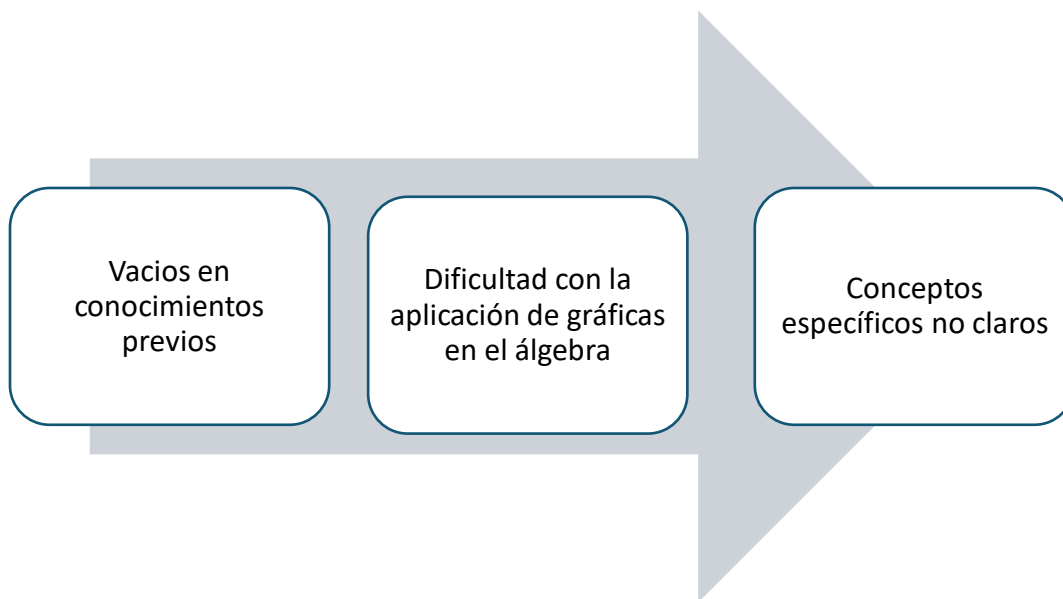 Vacios en
conocimientos
previos
Dificultad con la
aplicación de gráficas
en el álgebra
Conceptos
específicos no claros